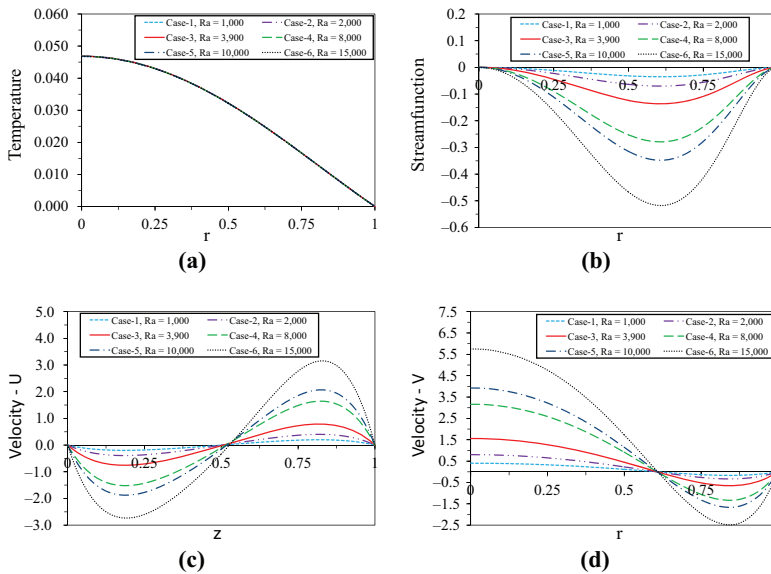 0.060
0.050
0.040
0.030
0.020
0.010
0.000
Temperature
Case-1, Ra = 1,000
Case-2, Ra = 2,000
Case-3, Ra = 3,900
Case-4, Ra = 8,000
Case-5, Ra = 10,000
Case-6, Ra = 15,000
0 0.25 0.5 0.75 1
r
(a)
0.1
0
–0.1
–0.2
–0.3
–0.4
–0.5
–0.6
Streamfunction
Case-1, Ra = 1,000
Case-2, Ra = 2,000
Case-3, Ra = 3,900
Case-4, Ra = 8,000
Case-5, Ra = 10,000
Case-6, Ra = 15,000
0 0.25 0.5 0.75
r
(b)
5.0
4.0
3.0
2.0
1.0
0.0
–1.0
–2.0
–3.0
Velocity - U
Case-1, Ra = 1,000
Case-2, Ra = 2,000
Case-3, Ra = 3,900
Case-4, Ra = 8,000
Case-5, Ra = 10,000
Case-6, Ra = 15,000
0 0.25 0.5 0.75 1
z
(c)
7.5
6.5
5.5
4.5
3.5
2.5
1.5
0.5
–0.5
–1.5
–2.5
Velocity - V
Case-1, Ra = 1,000
Case-2, Ra = 2,000
Case-3, Ra = 3,900
Case-4, Ra = 8,000
Case-5, Ra = 10,000
Case-6, Ra = 15,000
0 0.25 0.5 0.75
r
(d)